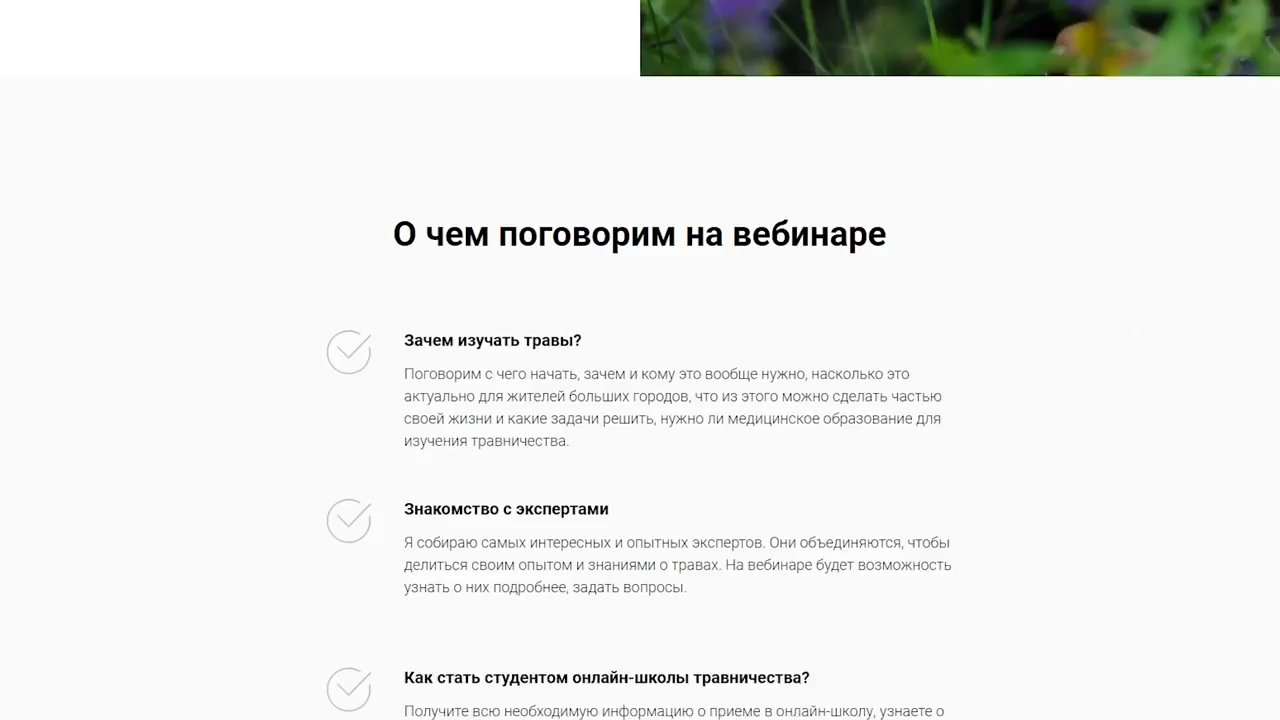 О чем поговорим на вебинаре
Зачем изучать травы?
Поговорим с чего начать, зачем и кому это вообще нужно, насколько это
актуально для жителей больших городов, что из этого можно сделать частью
своей жизни и какие задачи решить, нужно ли медицинское образование для
изучения травничества.
Знакомство с экспертами
Я собираю самых интересных и опытных экспертов. Они объединяются, чтобы
делиться своим опытом и знаниями о травах. На вебинаре будет возможность
узнать о них подробнее, задать вопросы.
Как стать студентом онлайн-школы травничества?
Получите всю необходимую информацию о приеме в онлайн-школу, узнаете о